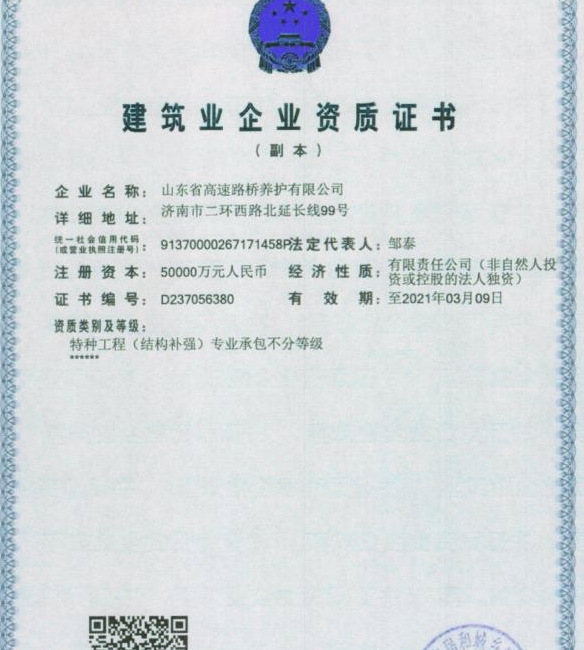 建筑业企业资质证书
（副本）
企业名称：山东省高速路桥养护有限公司
详细地址：济南市二环西路北延长线99号
统一社会信用代码
（或营业执照注册号）：
91370000267171458P
法定代表人：邹泰
注册资本：50000万元人民币
经济性质：有限责任公司（非自然人投
资或控股的法人独资）
证书编号：D237056380
有效期：至2021年03月09日
资质类别及等级：
特种工程（结构补强）专业承包不分等级
******